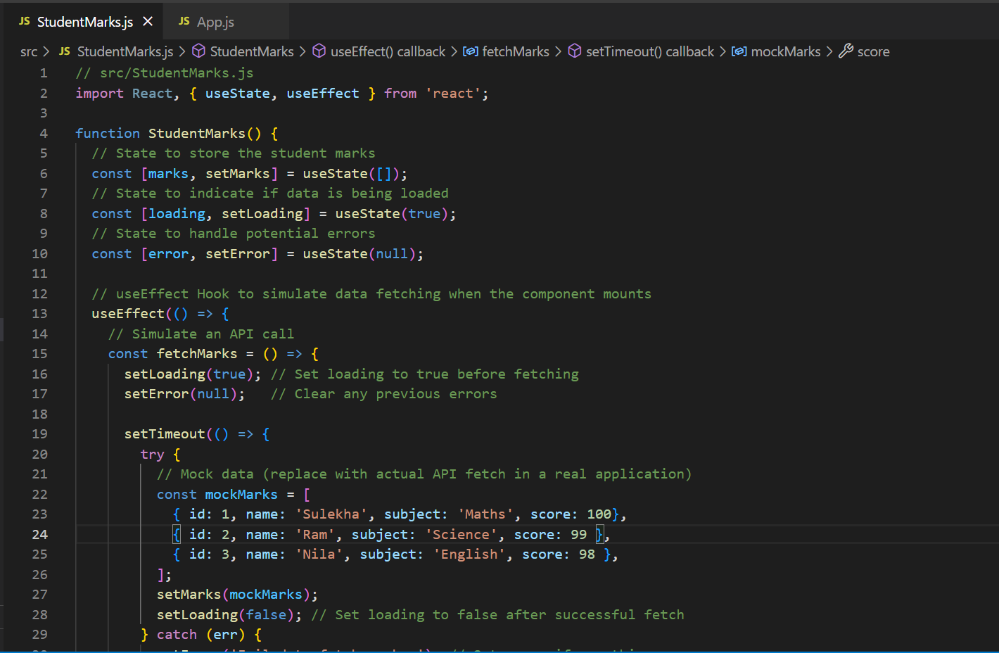 JS StudentMarks.js × JS App.js
src > JS StudentMarks.js > StudentMarks > useEffect() callback > fetchMarks > setTimeout() callback > mockMarks > score
1 // src/StudentMarks.js
2 import React, { useState, useEffect } from 'react';
3
4 function StudentMarks() {
5 // State to store the student marks
6 const [marks, setMarks] = useState([]);
7 // State to indicate if data is being loaded
8 const [loading, setLoading] = useState(true);
9 // State to handle potential errors
10 const [error, setError] = useState(null);
11
12 // useEffect Hook to simulate data fetching when the component mounts
13 useEffect(() => {
14 // Simulate an API call
15 const fetchMarks = () => {
16 setLoading(true); // Set loading to true before fetching
17 setError(null); // Clear any previous errors
18
19 setTimeout(() => {
20 try {
21 // Mock data (replace with actual API fetch in a real application)
22 const mockMarks = [
23 { id: 1, name: 'Sulekha', subject: 'Maths', score: 100},
24 { id: 2, name: 'Ram', subject: 'Science', score: 99 },
25 { id: 3, name: 'Nila', subject: 'English', score: 98 },
26 ];
27 setMarks(mockMarks);
28 setLoading(false); // Set loading to false after successful fetch
29 } catch (err) {